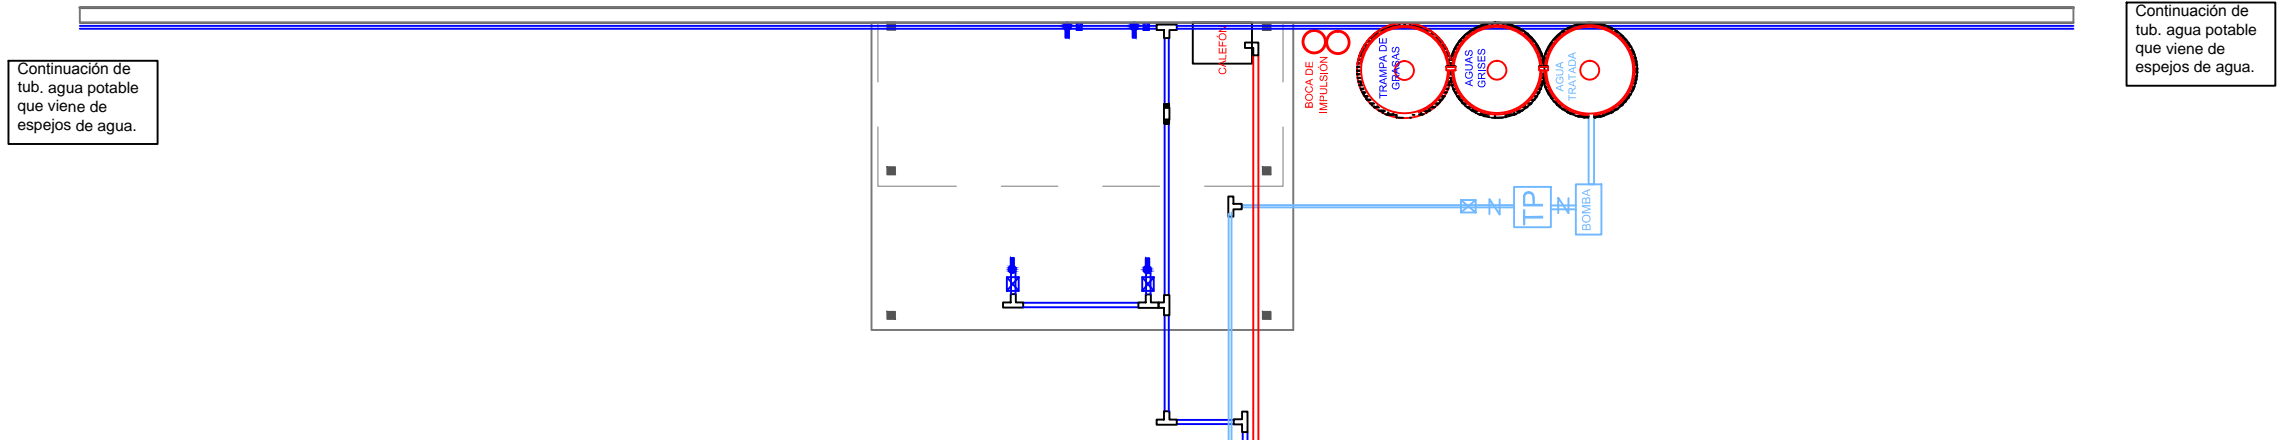 Continuación de
tub. agua potable
que viene de
espejos de agua.
CALEFÓN
BOCA DE
IMPULSIÓN
TRAMPA DE
GRASAS
AGUAS
GRISES
AGUA
TRATADA
TP
BOMBA
Continuación de
tub. agua potable
que viene de
espejos de agua.